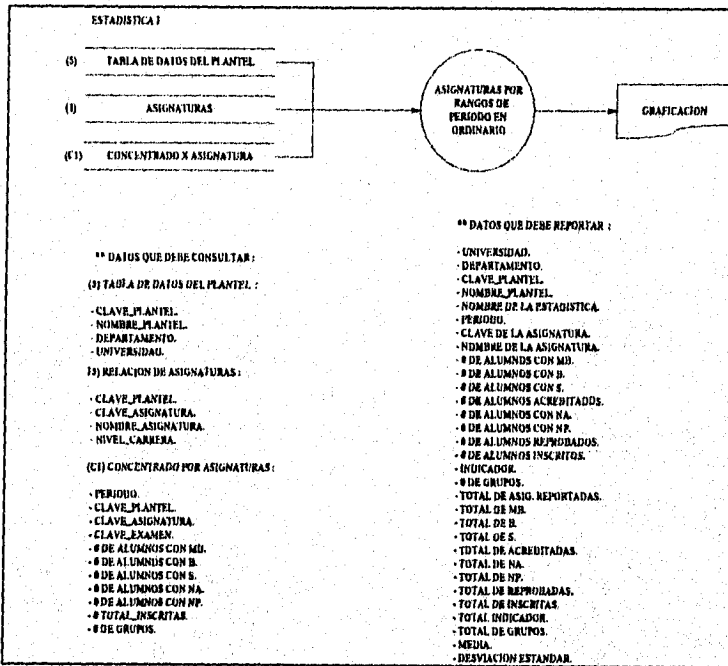 ESTADISTICA 1
(3) TABLA DE DATOS DEL PLANTEL
(1) ASIGNATURAS
(C1) CONCENTRADO X ASIGNATURA
ASIGNATURAS POR
RANGOS DE
PERIODO EN
ORDINARIO
GRAFICACION
** DATOS QUE DEBE CONSULTAR :
(3) TABLA DE DATOS DEL PLANTEL :
- CLAVE_PLANTEL.
- NOMBRE_PLANTEL.
- DEPARTAMENTO.
- UNIVERSIDAD.
RELACION DE ASIGNATURAS :
- CLAVE_PLANTEL.
- CLAVE_ASIGNATURA.
- NOMBRE_ASIGNATURA.
- NIVEL_CARRERA.
(C1) CONCENTRADO POR ASIGNATURAS :
- PERIODO.
- CLAVE_PLANTEL.
- CLAVE_ASIGNATURA.
- CLAVE_EXAMEN.
- # DE ALUMNOS CON MB.
- # DE ALUMNOS CON B.
- # DE ALUMNOS CON S.
- # DE ALUMNOS CON NA.
- # DE ALUMNOS CON NP.
- # TOTAL_INSCRITAS.
- # DE GRUPOS.
** DATOS QUE DEBE REPORTAR :
- UNIVERSIDAD.
- DEPARTAMENTO.
- CLAVE_PLANTEL.
- NOMBRE_PLANTEL.
- NOMBRE DE LA ESTADISTICA.
- PERIODO.
- CLAVE DE LA ASIGNATURA.
- NOMBRE DE LA ASIGNATURA.
- # DE ALUMNOS CON MB.
- # DE ALUMNOS CON B.
- # DE ALUMNOS CON S.
- # DE ALUMNOS ACREDITADOS.
- # DE ALUMNOS CON NA.
- # DE ALUMNOS CON NP.
- # DE ALUMNOS REPROBADOS.
- # DE ALUMNOS INSCRITOS.
- INDICADOR.
- # DE GRUPOS.
- TOTAL DE ASIG. REPORTADAS.
- TOTAL DE MB.
- TOTAL DE B.
- TOTAL DE S.
- TOTAL DE ACREDITADAS.
- TOTAL DE NA.
- TOTAL DE NP.
- TOTAL DE REPROBADAS.
- TOTAL DE INSCRITAS.
- TOTAL INDICADOR.
- TOTAL DE GRUPOS.
- MEDIA.
- DESVIACION ESTANDAR.